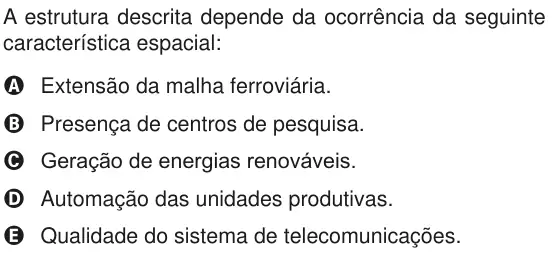 A estrutura descrita depende da ocorrência da seguinte
característica espacial:
A Extensão da malha ferroviária.
B Presença de centros de pesquisa.
C Geração de energias renováveis.
D Automação das unidades produtivas.
E Qualidade do sistema de telecomunicações.